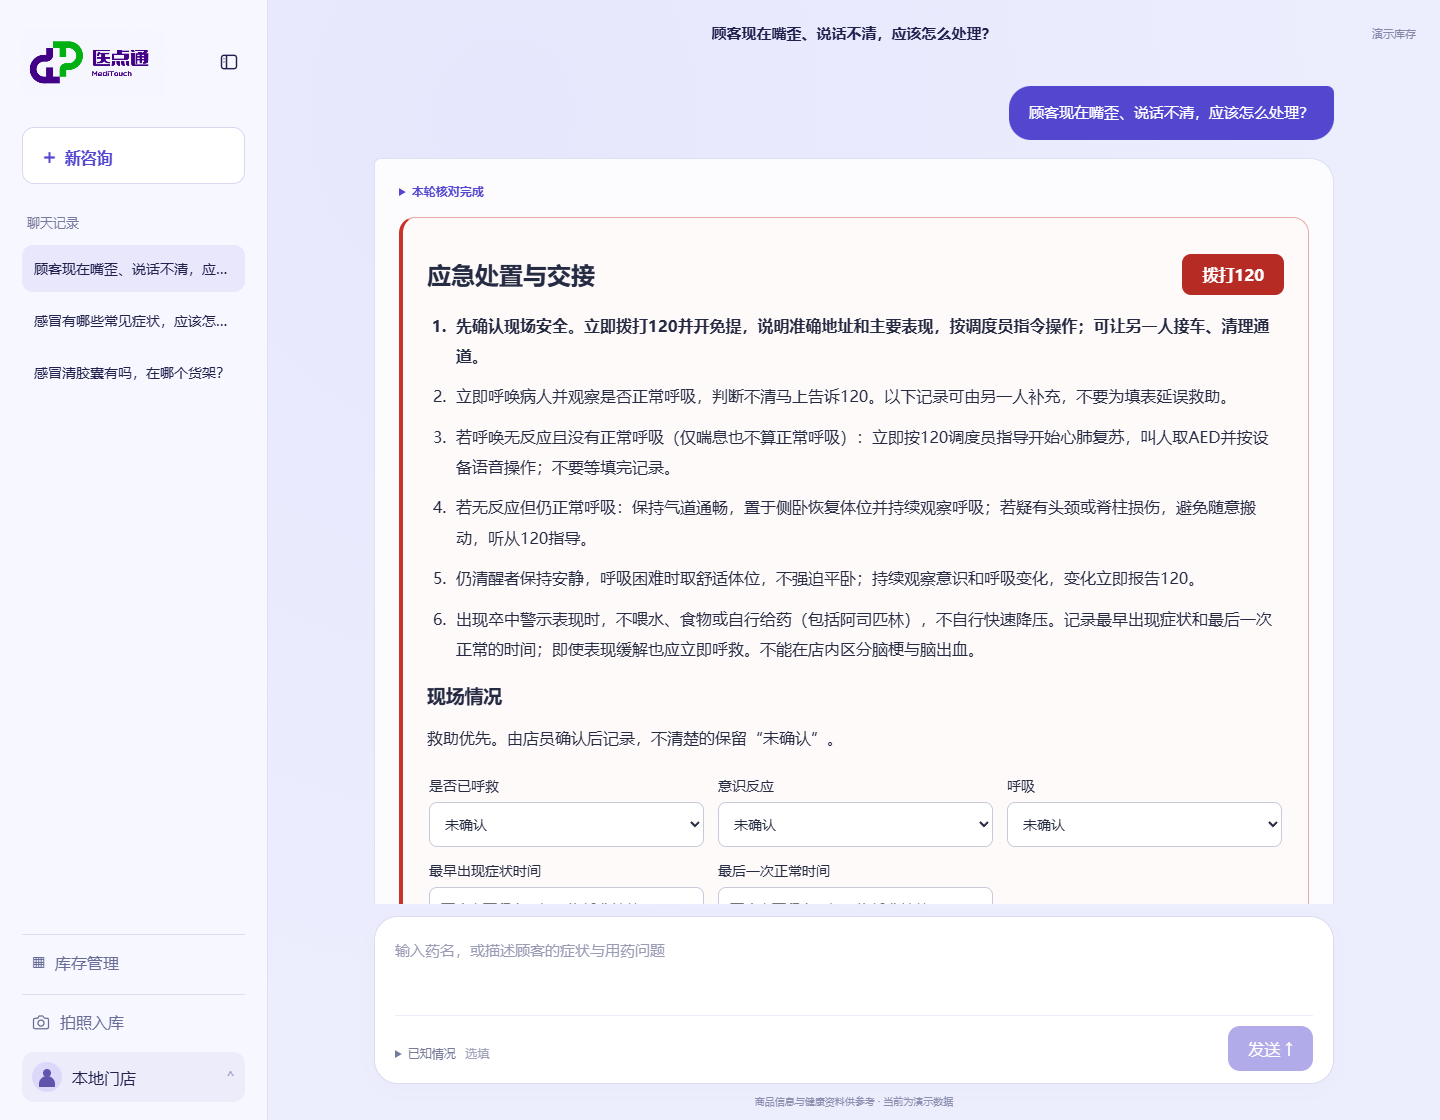 医点通
MediTouch
+ 新咨询
聊天记录
顾客现在嘴歪、说话不清，应...
感冒有哪些常见症状，应该怎...
感冒清胶囊有吗，在哪个货架？
库存管理
拍照入库
本地门店
顾客现在嘴歪、说话不清，应该怎么处理？
演示库存
顾客现在嘴歪、说话不清，应该怎么处理？
本轮核对完成
应急处置与交接
拨打120
1. 先确认现场安全。立即拨打120并开免提，说明准确地址和主要表现，按调度员指令操作；可让另一人接车、清理通
道。
2. 立即呼唤病人并观察是否正常呼吸，判断不清马上告诉120。以下记录可由另一人补充，不要为填表延误救助。
3. 若呼唤无反应且没有正常呼吸（仅喘息也不算正常呼吸）：立即按120调度员指导开始心肺复苏，叫人取AED并按设
备语音操作；不要等填完记录。
4. 若无反应但仍正常呼吸：保持气道通畅，置于侧卧恢复体位并持续观察呼吸；若疑有头颈或脊柱损伤，避免随意搬
动，听从120指导。
5. 仍清醒者保持安静，呼吸困难时取舒适体位，不强迫平卧；持续观察意识和呼吸变化，变化立即报告120。
6. 出现卒中警示表现时，不喂水、食物或自行给药（包括阿司匹林），不自行快速降压。记录最早出现症状和最后一次
正常的时间；即使表现缓解也应立即呼救。不能在店内区分脑梗与脑出血。
现场情况
救助优先。由店员确认后记录，不清楚的保留“未确认”。
是否已呼救
意识反应
呼吸
未确认
未确认
未确认
最早出现症状时间
最后一次正常时间
输入药名，或描述顾客的症状与用药问题
已知情况 选填
发送↑
商品信息与健康资料供参考 · 当前为演示数据